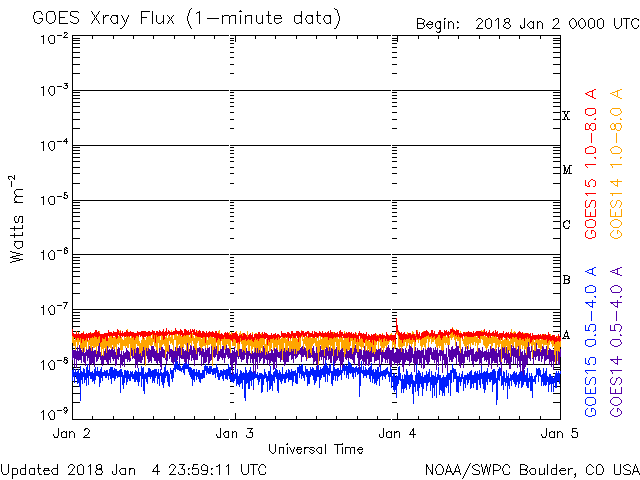 GOES Xray Flux (1-minute data)
Begin: 2018 Jan 2 0000 UTC
Watts m⁻²
10⁻²
10⁻³
10⁻⁴
10⁻⁵
10⁻⁶
10⁻⁷
10⁻⁸
10⁻⁹
X
M
C
B
A
GOES15 1.0-8.0 A
GOES14 1.0-8.0 A
GOES15 0.5-4.0 A
GOES14 0.5-4.0 A
Jan 2
Jan 3
Jan 4
Jan 5
Universal Time
Updated 2018 Jan 4 23:59:11 UTC
NOAA/SWPC Boulder, CO USA